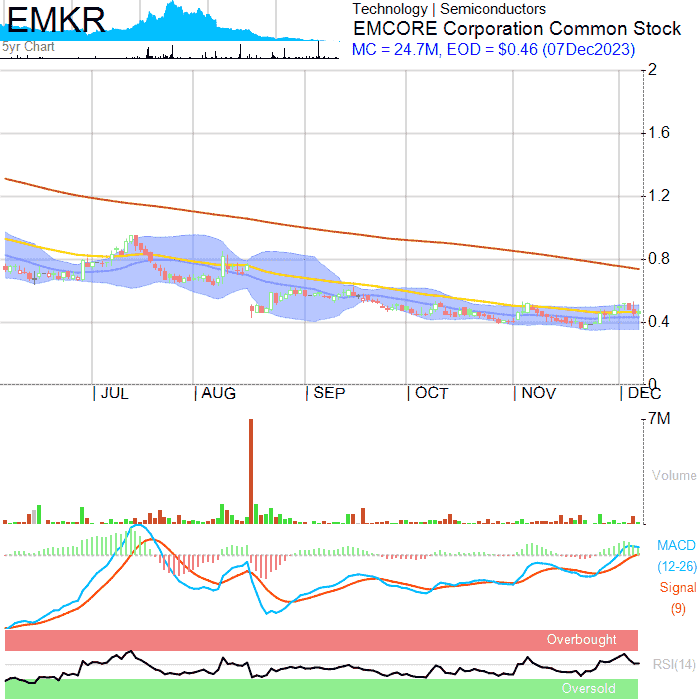 EMKR
5yr Chart
Technology | Semiconductors
EMCORE Corporation Common Stock
MC = 24.7M, EOD = $0.46 (07Dec2023)
2
1.6
1.2
0.8
0.4
0
| JUL | AUG | SEP | OCT | NOV | DEC
7M
Volume
MACD
(12-26)
Signal
(9)
Overbought
RSI(14)
Oversold